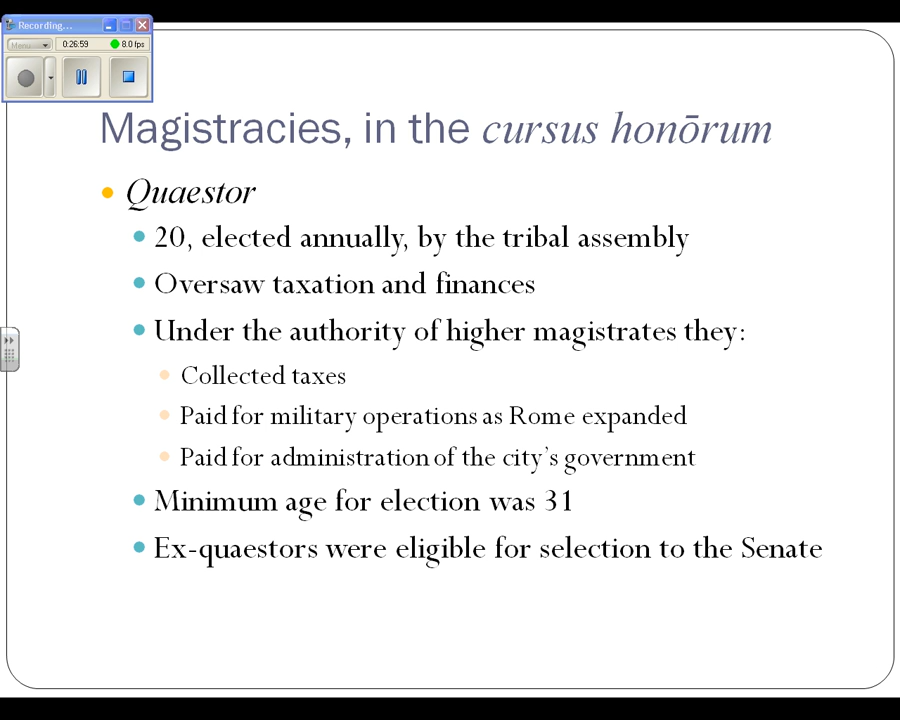 Recording...
Menu
0:26:59
8.0 fps
Magistracies, in the cursus honōrum
Quaestor
20, elected annually, by the tribal assembly
Oversaw taxation and finances
Under the authority of higher magistrates they:
Collected taxes
Paid for military operations as Rome expanded
Paid for administration of the city's government
Minimum age for election was 31
Ex-quaestors were eligible for selection to the Senate